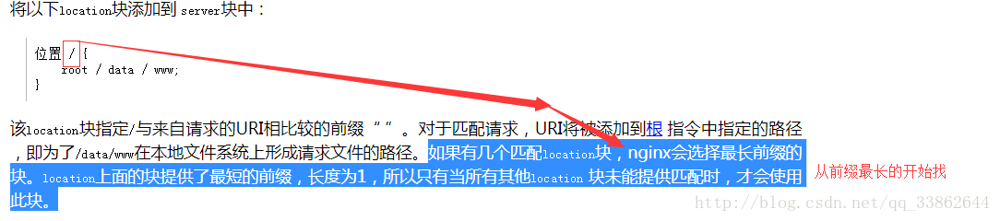 将以下location块添加到 server块中：
位置 / {
root / data / www;
}
该location块指定/与来自请求的URI相比较的前缀“ ”。对于匹配请求，URI将被添加到根 指令中指定的路径
，即为了/data/www在本地文件系统上形成请求文件的路径。如果有几个匹配location块，nginx会选择最长前缀的
块。location上面的块提供了最短的前缀，长度为1，所以只有当所有其他location 块未能提供匹配时，才会使用
此块。
从前缀最长的开始找
http://blog.csdn.net/qq_33862644